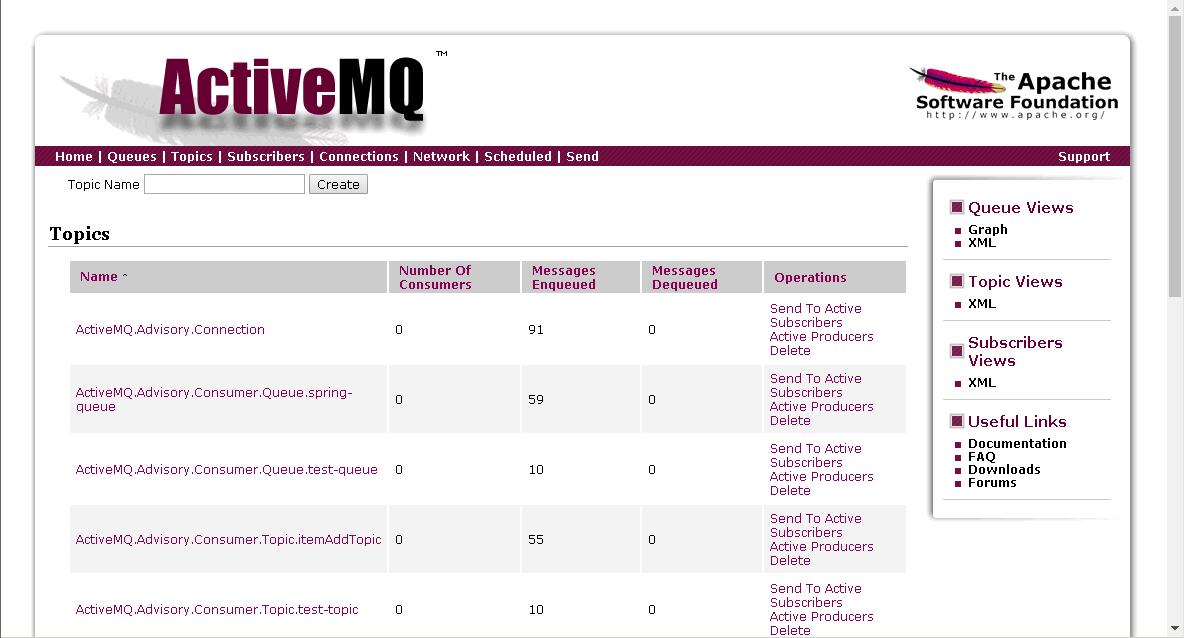 ActiveMQ ™
The Apache
Software Foundation
http://www.apache.org/
Home | Queues | Topics | Subscribers | Connections | Network | Scheduled | Send Support
Topic Name Create
Topics
Name ^ Number Of Consumers Messages Enqueued Messages Dequeued Operations
ActiveMQ.Advisory.Connection 0 91 0 Send To Active Subscribers
Active Producers
Delete
ActiveMQ.Advisory.Consumer.Queue.spring-queue 0 59 0 Send To Active Subscribers
Active Producers
Delete
ActiveMQ.Advisory.Consumer.Queue.test-queue 0 10 0 Send To Active Subscribers
Active Producers
Delete
ActiveMQ.Advisory.Consumer.Topic.itemAddTopic 0 55 0 Send To Active Subscribers
Active Producers
Delete
ActiveMQ.Advisory.Consumer.Topic.test-topic 0 10 0 Send To Active Subscribers
Active Producers
Delete
Queue Views
Graph
XML
Topic Views
XML
Subscribers
Views
XML
Useful Links
Documentation
FAQ
Downloads
Forums